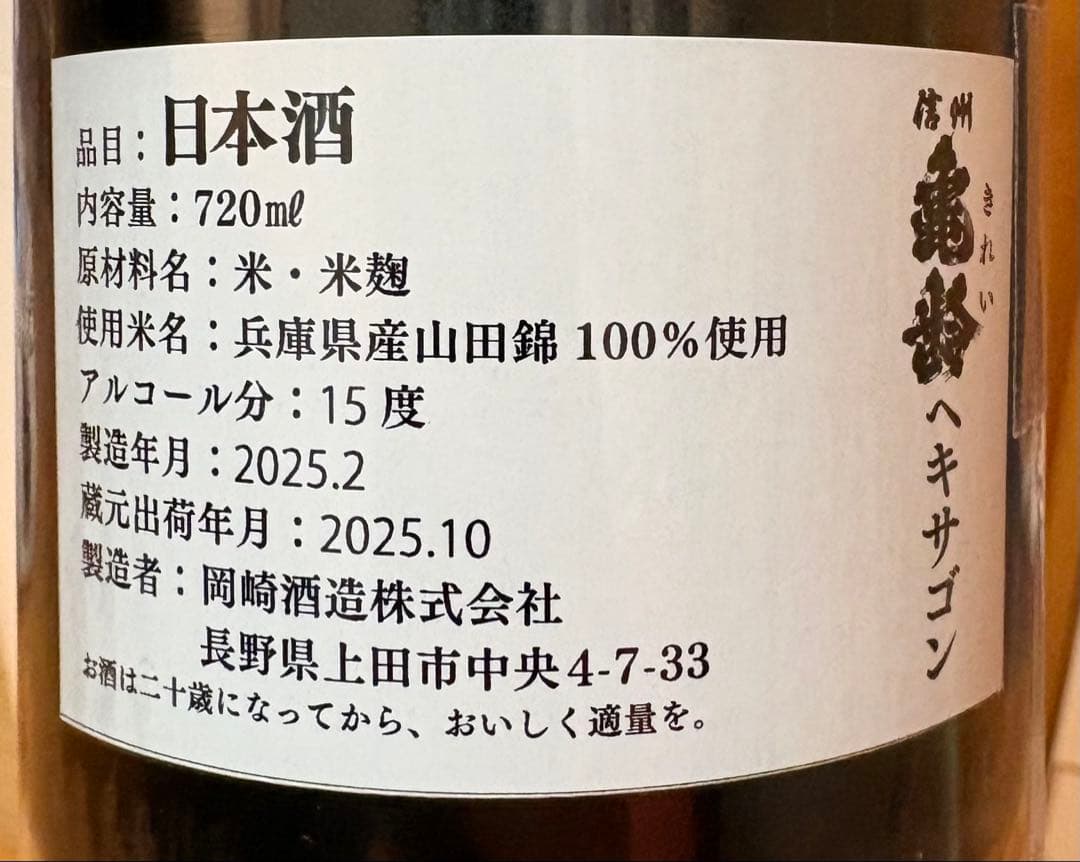 品目：日本酒
内容量：720㎖
原材料名：米・米麹
使用米名：兵庫県産山田錦 100％使用
アルコール分：15度
製造年月：2025.2
蔵元出荷年月：2025.10
製造者：岡崎酒造株式会社
長野県上田市中央4-7-33
お酒は二十歳になってから、おいしく適量を。
信州
亀齢
きれい
ヘキサゴン